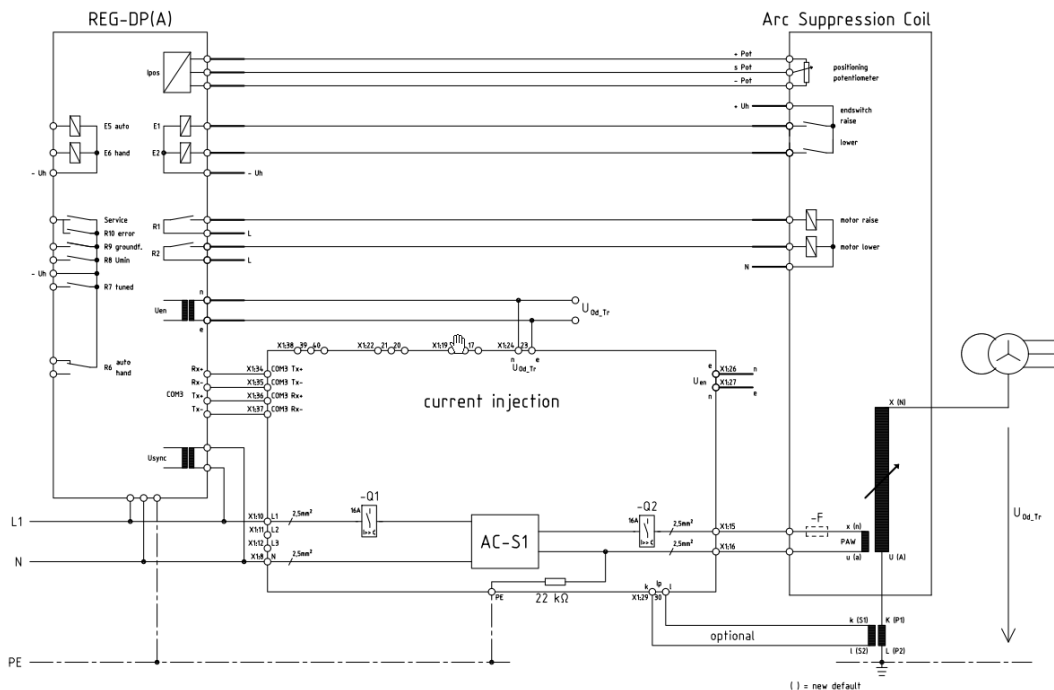 REG-DP(A)
Arc Suppression Coil
Ipos
+ Pot
s Pot
- Pot
positioning
potentiometer
+ Uh
endswitch
raise
lower
E5 auto
E1
E6 hand
E2
- Uh
- Uh
Service
R10 error
R1
R9 groundf.
L
R8 Umin
R2
- Uh
L
R7 tuned
motor raise
motor lower
N
n
Uen
e
U0d_Tr
X1:38
39
40
X1:22
21
20
X1:19
17
X1:24
23
n
e
U0d_Tr
R6
auto
hand
Rx+
Rx-
COM3
Tx+
Tx-
X1:34
COM3 Tx+
X1:35
COM3 Tx-
X1:36
COM3 Rx+
X1:37
COM3 Rx-
current injection
e
X1:26
n
Uen
X1:27
n
e
X (N)
U0d_Tr
Usync
L1
X1:10
L1
2,5mm²
X1:11
L2
X1:12
L3
N
X1:8
N
2,5mm²
-Q1
16A
I>> C
AC-S1
-Q2
16A
I>> C
2,5mm²
X1:15
2,5mm²
X1:16
-F
x (n)
PAW
u (a)
U (A)
PE
22 kΩ
k
Ip
l
X1:29
30
optional
k (S1)
K (P1)
l (S2)
L (P2)
PE
( ) = new default